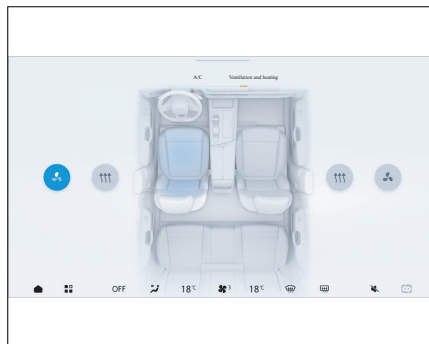 A/C Ventilation and heating
OFF 18℃ 3 18℃